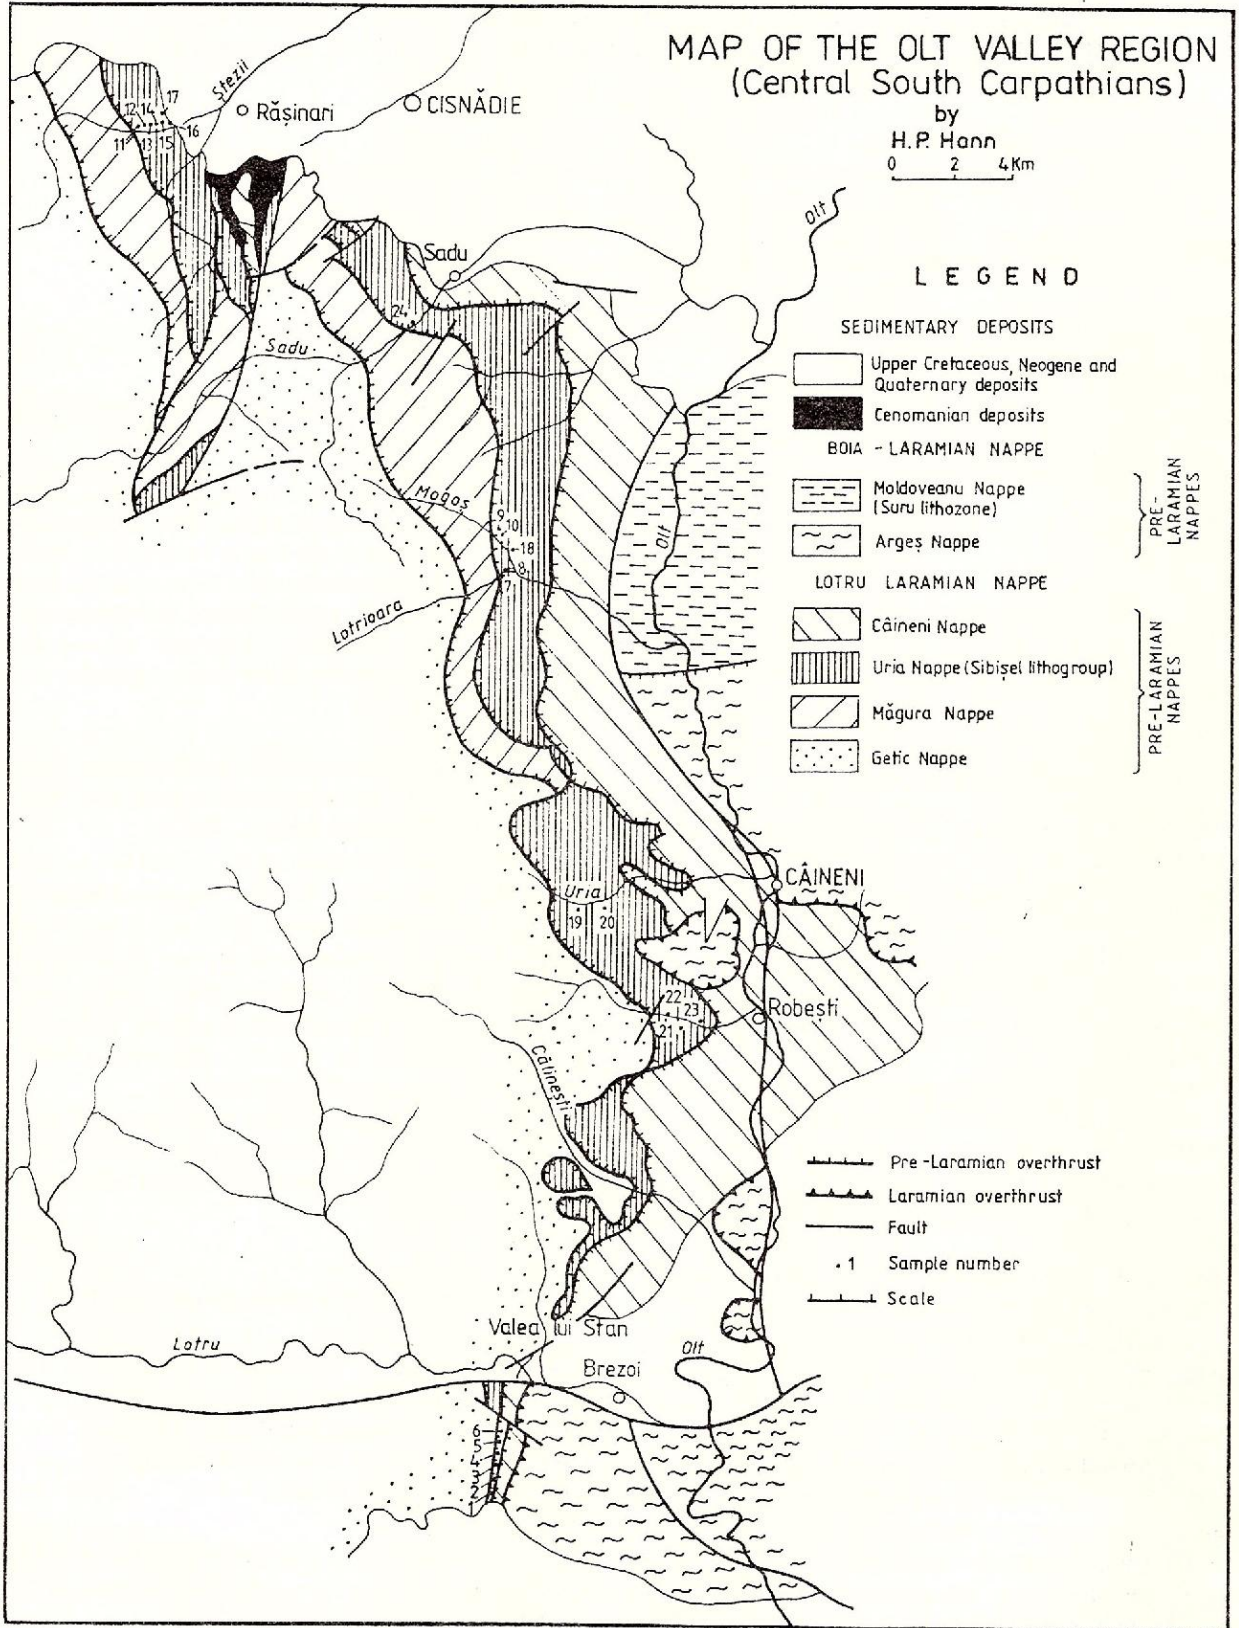 MAP OF THE OLT VALLEY REGION
(Central South Carpathians)
by
H.P. Hann
0 2 4 Km
Ștezii
Rășinari
CISNĂDIE
17
12 14
16
11 13 15
Olt
Sadu
24
Sadu
LEGEND
SEDIMENTARY DEPOSITS
Upper Cretaceous, Neogene and
Quaternary deposits
Cenomanian deposits
BOIA - LARAMIAN NAPPE
Moldoveanu Nappe
(Suru lithozone)
Argeș Nappe
PRE-
LARAMIAN
NAPPES
LOTRU LARAMIAN NAPPE
Câineni Nappe
Uria Nappe (Sibișel lithogroup)
Măgura Nappe
Getic Nappe
PRE-LARAMIAN
NAPPES
Mogoș
9
10
18
8
7
Olt
Lotrioara
CÂINENI
Uria
19 20
22
23
21
Robești
Călinești
Pre-Laramian overthrust
Laramian overthrust
Fault
.1 Sample number
Scale
Valea lui Stan
Lotru
Olt
Brezoi
6
5
4
3
2